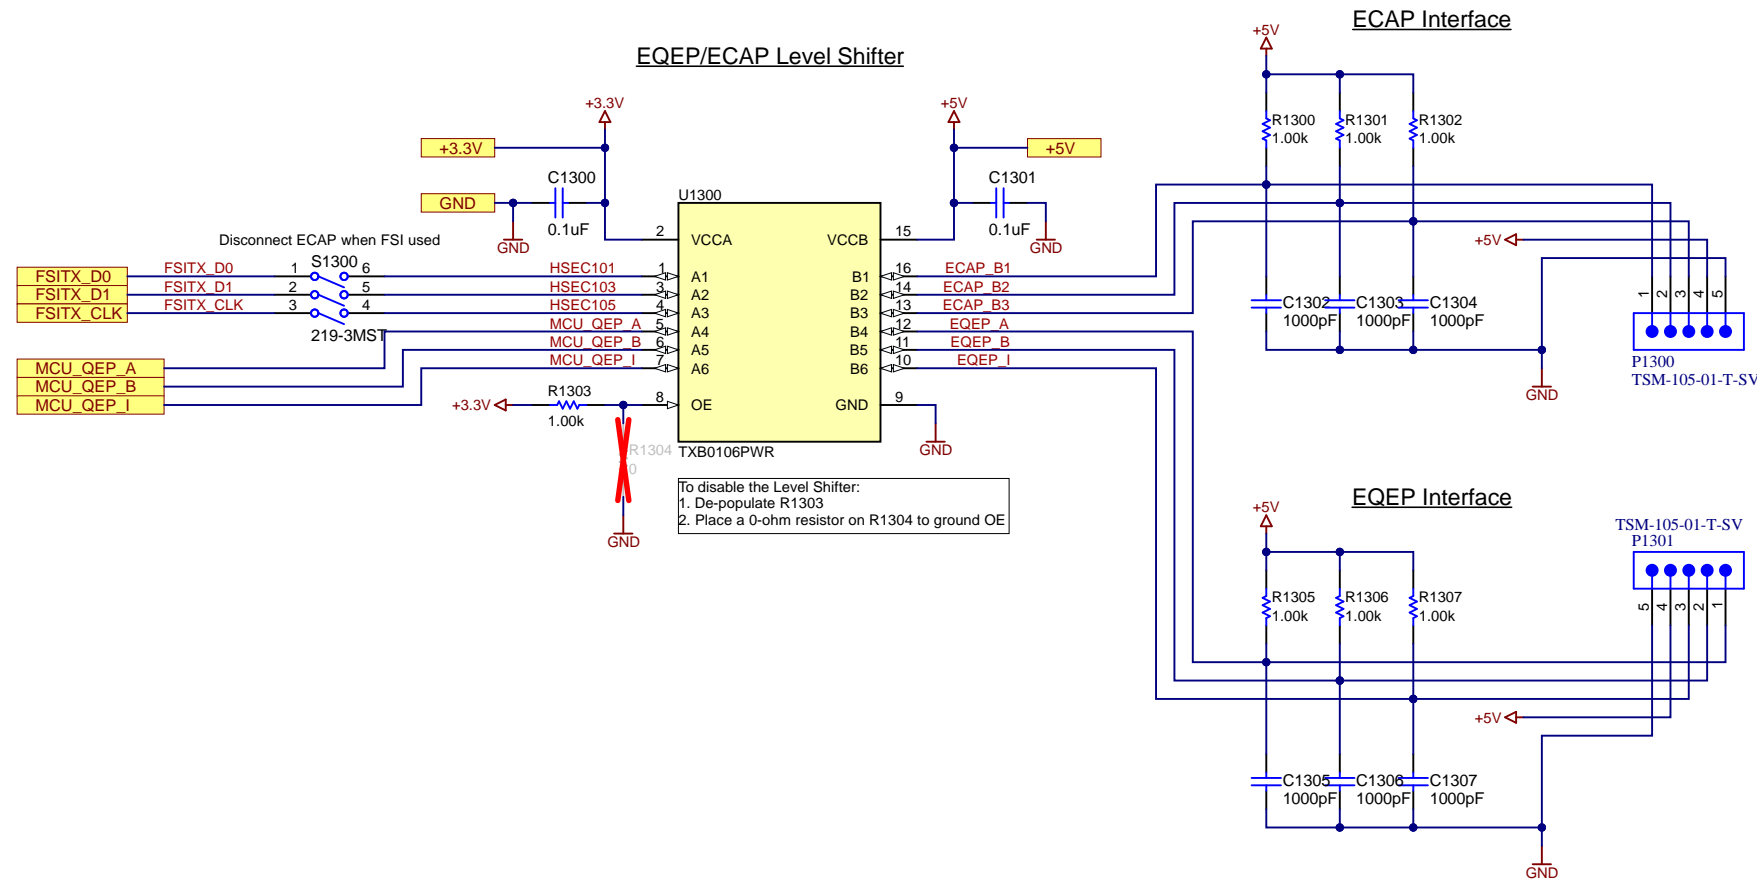 ECAP Interface
EQEP/ECAP Level Shifter
+5V
R1300
1.00k
R1301
1.00k
R1302
1.00k
+3.3V
+5V
+3.3V
+5V
C1300
0.1uF
C1301
0.1uF
GND
GND
GND
U1300
2
VCCA
VCCB
15
Disconnect ECAP when FSI used
S1300
FSITX_D0
FSITX_D0
1
6
HSEC101
1
A1
B1
16
ECAP_B1
FSITX_D1
FSITX_D1
2
5
HSEC103
3
A2
B2
14
ECAP_B2
FSITX_CLK
FSITX_CLK
3
4
HSEC105
4
A3
B3
13
ECAP_B3
219-3MST
MCU_QEP_A
5
A4
B4
12
EQEP_A
MCU_QEP_B
6
A5
B5
11
EQEP_B
MCU_QEP_I
7
A6
B6
10
EQEP_I
MCU_QEP_A
MCU_QEP_B
MCU_QEP_I
+3.3V
R1303
1.00k
8
OE
GND
9
GND
R1304
0
GND
TXB0106PWR
To disable the Level Shifter:
1. De-populate R1303
2. Place a 0-ohm resistor on R1304 to ground OE
+5V
C1302
1000pF
C1303
1000pF
C1304
1000pF
1
2
3
4
5
P1300
TSM-105-01-T-SV
GND
EQEP Interface
+5V
R1305
1.00k
R1306
1.00k
R1307
1.00k
TSM-105-01-T-SV
P1301
5
4
3
2
1
+5V
C1305
1000pF
C1306
1000pF
C1307
1000pF
GND